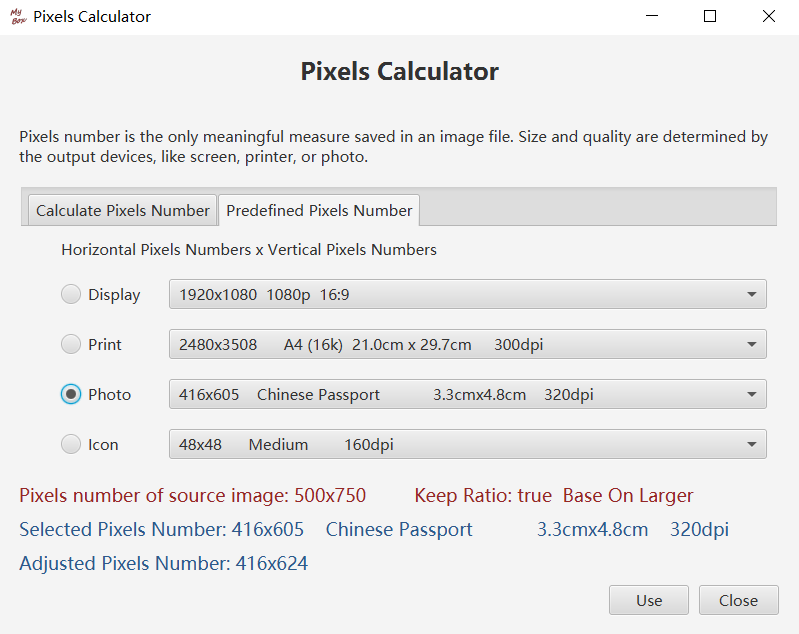 My Box Pixels Calculator
Pixels Calculator
Pixels number is the only meaningful measure saved in an image file. Size and quality are determined by
the output devices, like screen, printer, or photo.
Calculate Pixels Number Predefined Pixels Number
Horizontal Pixels Numbers x Vertical Pixels Numbers
Display 1920x1080 1080p 16:9
Print 2480x3508 A4 (16k) 21.0cm x 29.7cm 300dpi
Photo 416x605 Chinese Passport 3.3cmx4.8cm 320dpi
Icon 48x48 Medium 160dpi
Pixels number of source image: 500x750 Keep Ratio: true Base On Larger
Selected Pixels Number: 416x605 Chinese Passport 3.3cmx4.8cm 320dpi
Adjusted Pixels Number: 416x624
Use Close